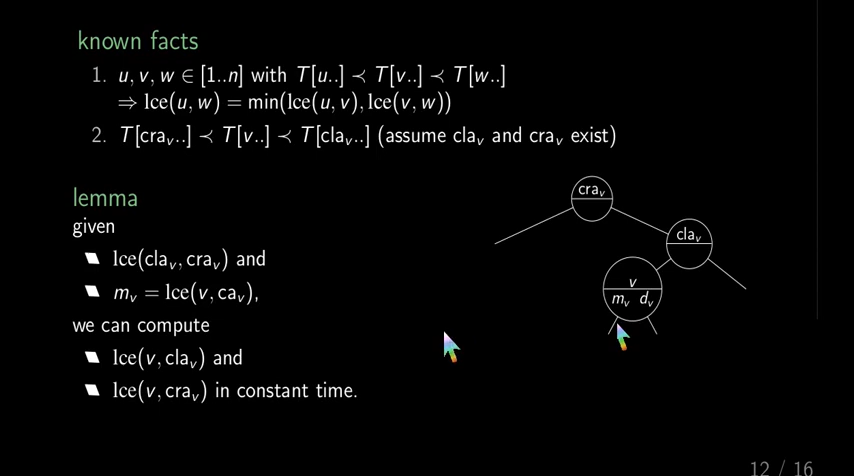 known facts
1. u, v, w ∈ [1..n] with T[u..] ≺ T[v..] ≺ T[w..]
⇒ lce(u, w) = min(lce(u, v), lce(v, w))
2. T[cra_v..] ≺ T[v..] ≺ T[cla_v..] (assume cla_v and cra_v exist)
lemma
given
lce(cla_v, cra_v) and
m_v = lce(v, ca_v),
we can compute
lce(v, cla_v) and
lce(v, cra_v) in constant time.
cra_v
cla_v
v
m_v d_v
12 / 16